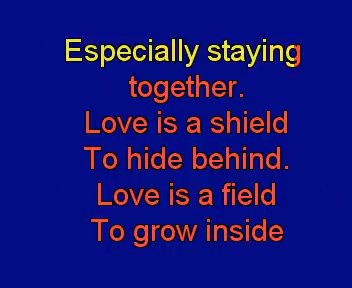 Especially staying
together.
Love is a shield
To hide behind.
Love is a field
To grow inside